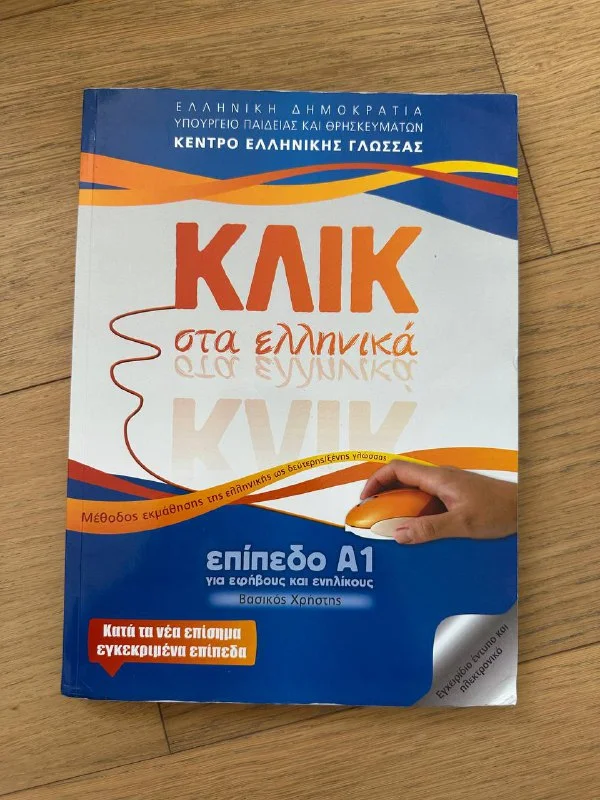 ΕΛΛΗΝΙΚΗ ΔΗΜΟΚΡΑΤΙΑ
ΥΠΟΥΡΓΕΙΟ ΠΑΙΔΕΙΑΣ ΚΑΙ ΘΡΗΣΚΕΥΜΑΤΩΝ
ΚΕΝΤΡΟ ΕΛΛΗΝΙΚΗΣ ΓΛΩΣΣΑΣ
ΚΛΙΚ
στα ελληνικά
Μέθοδος εκμάθησης της ελληνικής ως δεύτερης/ξένης γλώσσας
επίπεδο Α1
για εφήβους και ενηλίκους
Βασικός Χρήστης
Κατά τα νέα επίσημα
εγκεκριμένα επίπεδα
Εγχειρίδιο έντυπο και
ηλεκτρονικό